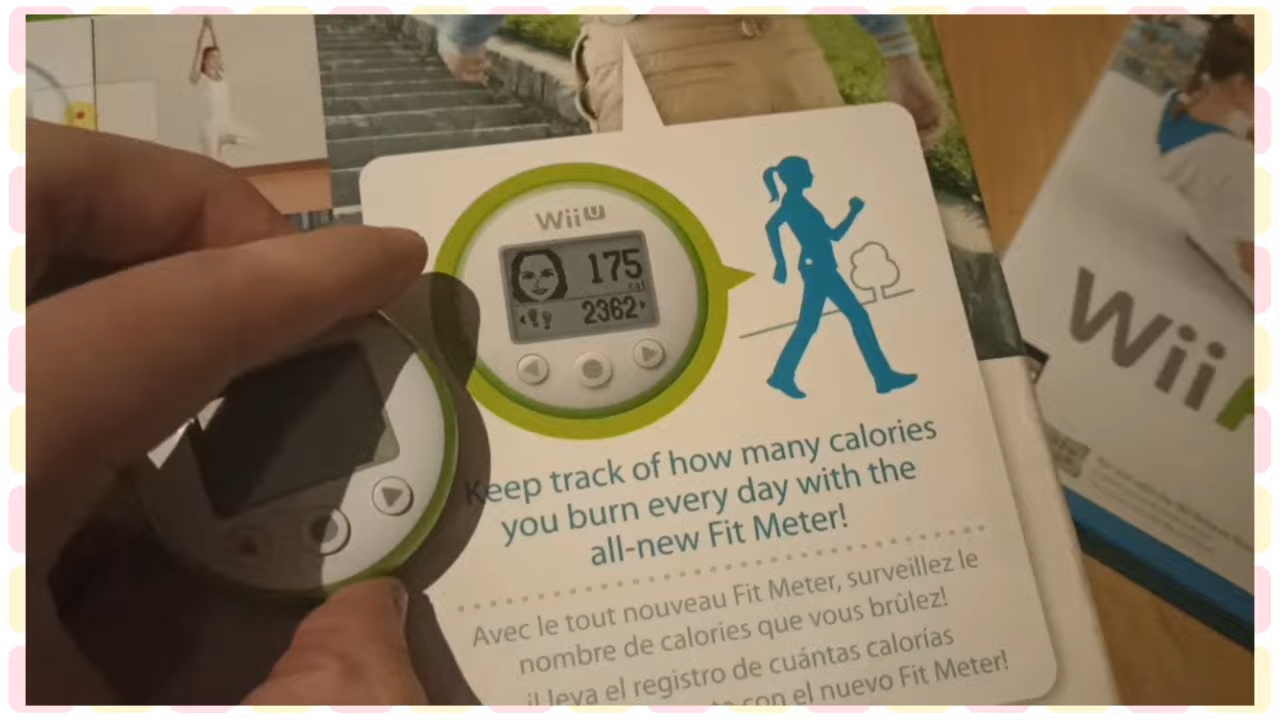 Wii U
175
cal
2362
Keep track of how many calories
you burn every day with the
all-new Fit Meter!
Avec le tout nouveau Fit Meter, surveillez le
nombre de calories que vous brûlez!
¡Lleva el registro de cuántas calorías
con el nuevo Fit Meter!
Wii